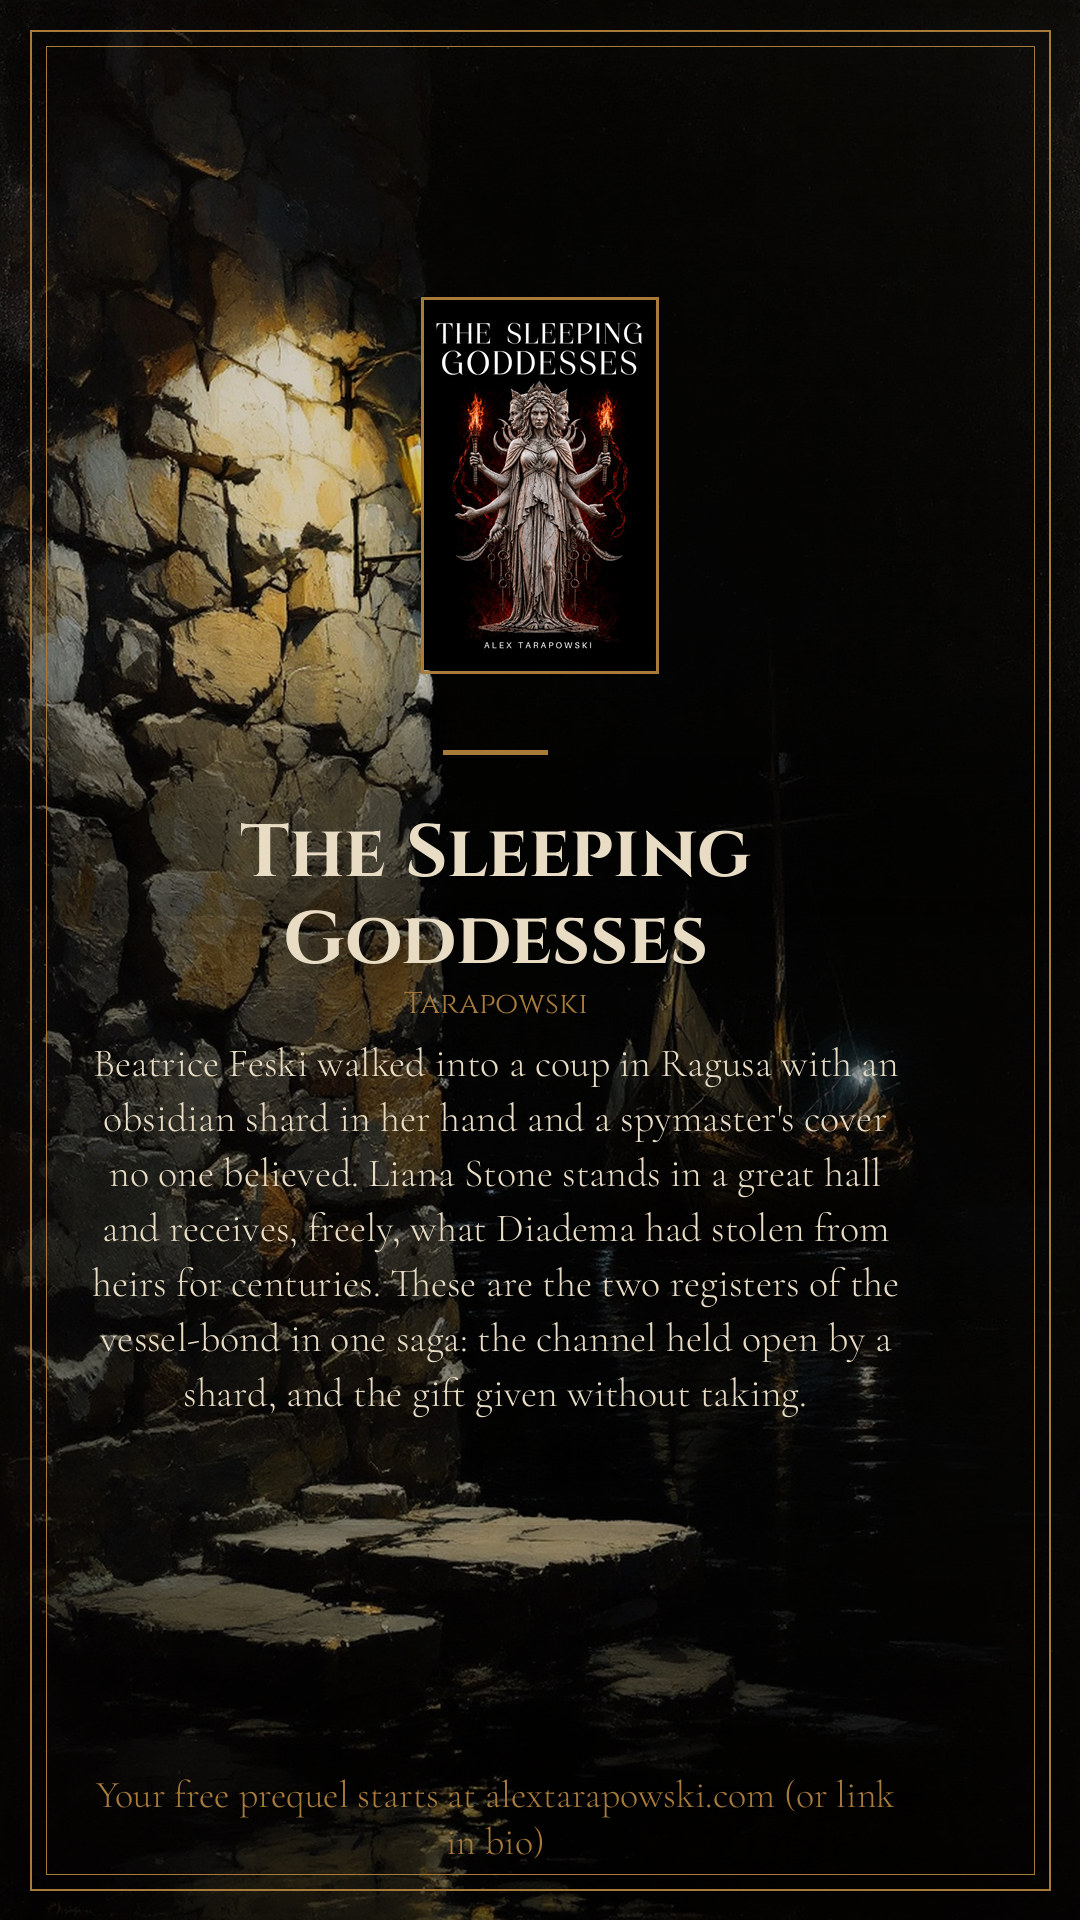 THE SLEEPING
GODDESSES
ALEX TARAPOWSKI
The Sleeping
Goddesses
Tarapowski
Beatrice Feski walked into a coup in Ragusa with an
obsidian shard in her hand and a spymaster's cover
no one believed. Liana Stone stands in a great hall
and receives, freely, what Diadema had stolen from
heirs for centuries. These are the two registers of the
vessel-bond in one saga: the channel held open by a
shard, and the gift given without taking.
Your free prequel starts at alextarapowski.com (or link
in bio)